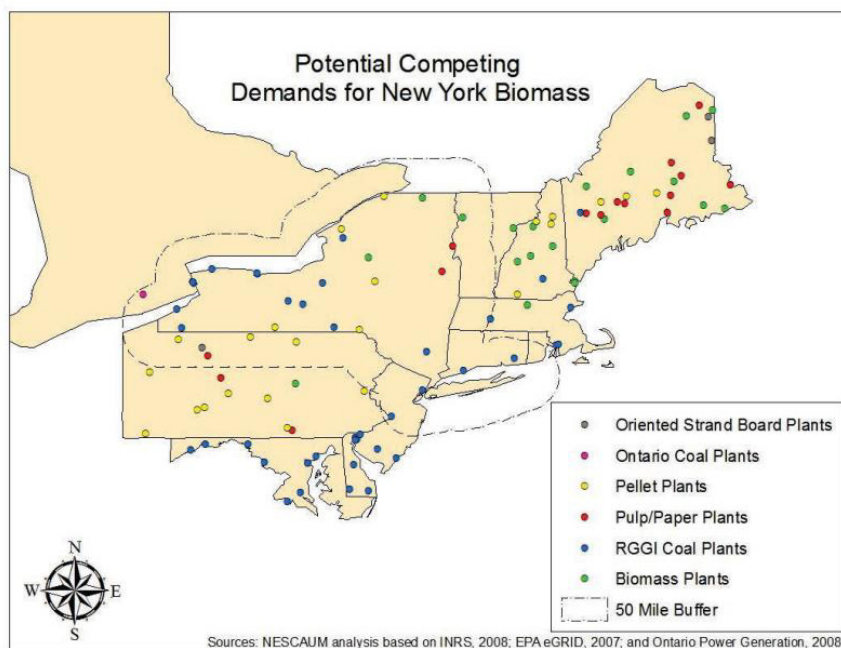 Potential Competing
Demands for New York Biomass
Oriented Strand Board Plants
Ontario Coal Plants
Pellet Plants
Pulp/Paper Plants
RGGI Coal Plants
Biomass Plants
50 Mile Buffer
N
W E
S
Sources: NESCAUM analysis based on INRS, 2008; EPA eGRID, 2007; and Ontario Power Generation, 2008